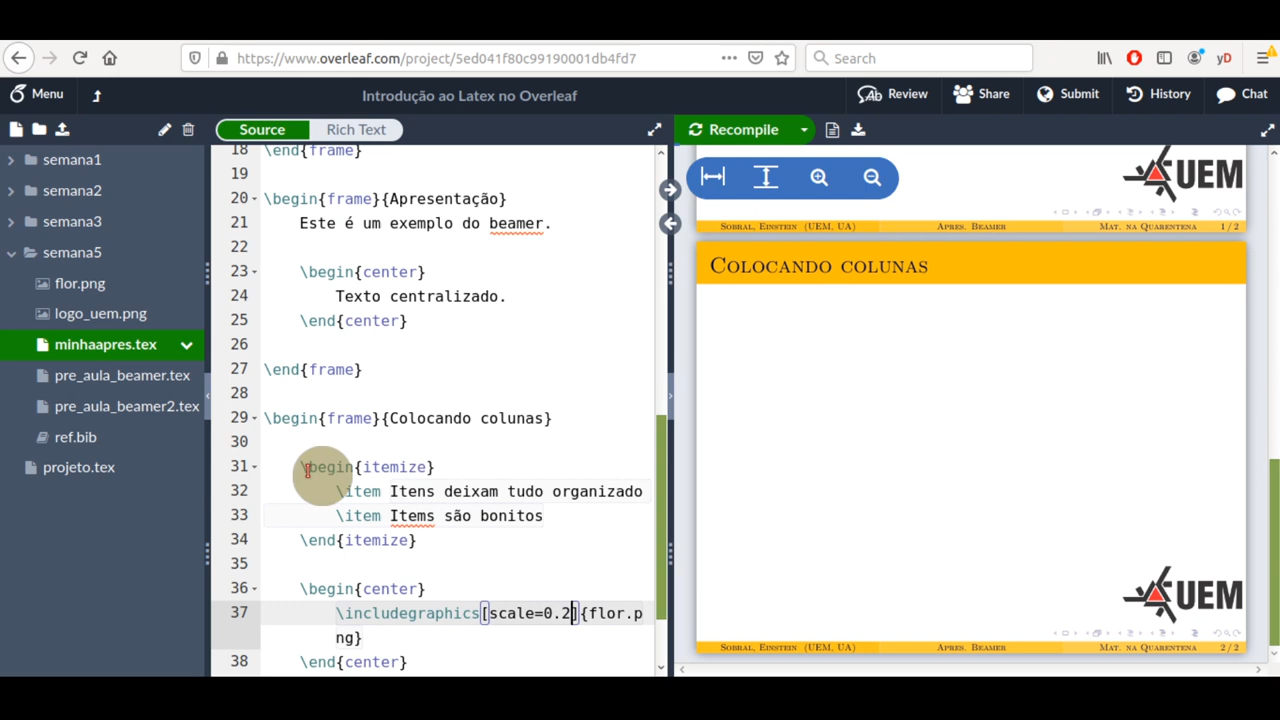 https://www.overleaf.com/project/5ed041f80c99190001db4fd7
Search
Menu
Introdução ao Latex no Overleaf
Review
Share
Submit
History
Chat
Source
Rich Text
Recompile
semana1
semana2
semana3
semana5
flor.png
logo_uem.png
minhaapres.tex
pre_aula_beamer.tex
pre_aula_beamer2.tex
ref.bib
projeto.tex
18 \end{frame}
19
20 \begin{frame}{Apresentação}
21 Este é um exemplo do beamer.
22
23 \begin{center}
24 Texto centralizado.
25 \end{center}
26
27 \end{frame}
28
29 \begin{frame}{Colocando colunas}
30
31 \begin{itemize}
32 \item Itens deixam tudo organizado
33 \item Items são bonitos
34 \end{itemize}
35
36 \begin{center}
37 \includegraphics[scale=0.2]{flor.p
ng}
38 \end{center}
UEM
Sobral, Einstein (UEM, UA) Apres. Beamer Mat. na Quarentena 1 / 2
Colocando colunas
UEM
Sobral, Einstein (UEM, UA) Apres. Beamer Mat. na Quarentena 2 / 2